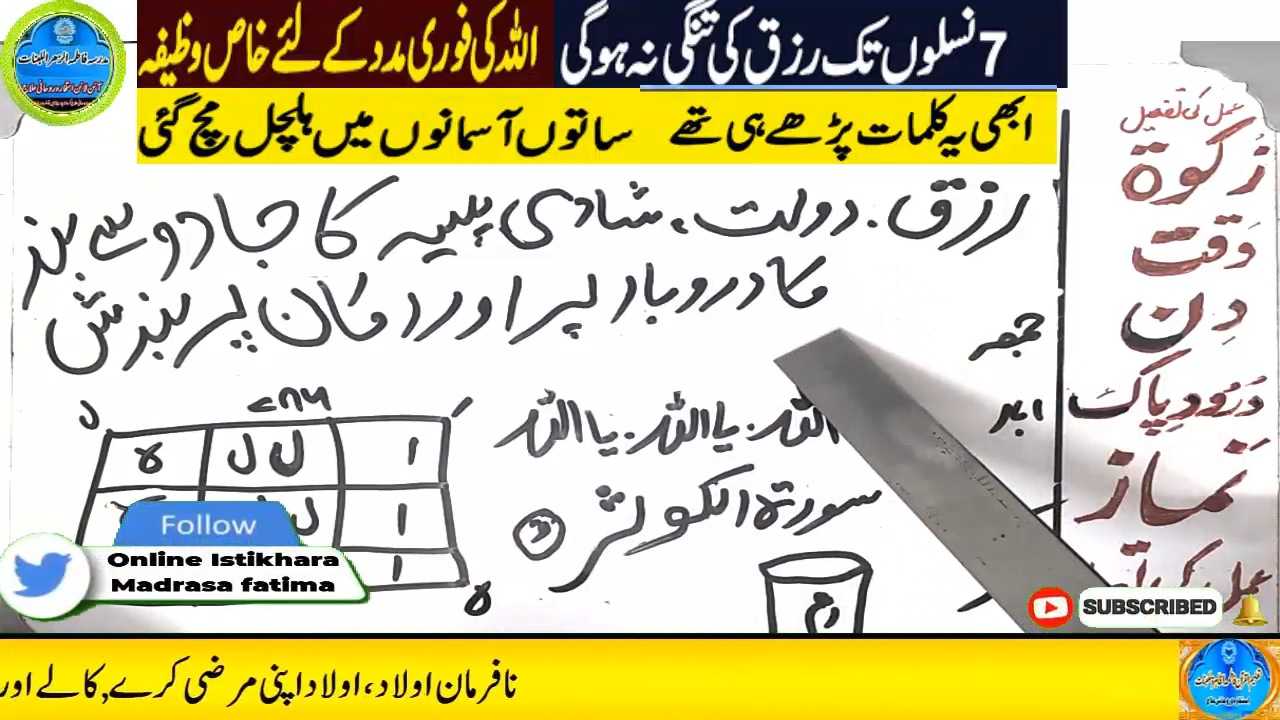 7 نسلوں تک رزق کی تنگی نہ ہوگی
اللہ کی فوری مدد کے لئے خاص وظیفہ
ابھی یہ کلمات پڑھے ہی تھے ساتوں آسمانوں میں ہلچل مچ گئی
رزق، دولت، شادی پیسہ کا جادو سے بند
کاروبار پر اور دکان پر بندش
عمل کی تفصیل
زکوۃ
وقت
دن
درود پاک
نماز
یا اللہ۔ یا اللہ
سورۃ الکوثر
ا
ل ل
ہ
ا
ا
ہ
Follow
Online Istikhara
Madrasa fatima
SUBSCRIBED
نافرمان اولاد، اولاد اپنی مرضی کرے, کالے اور